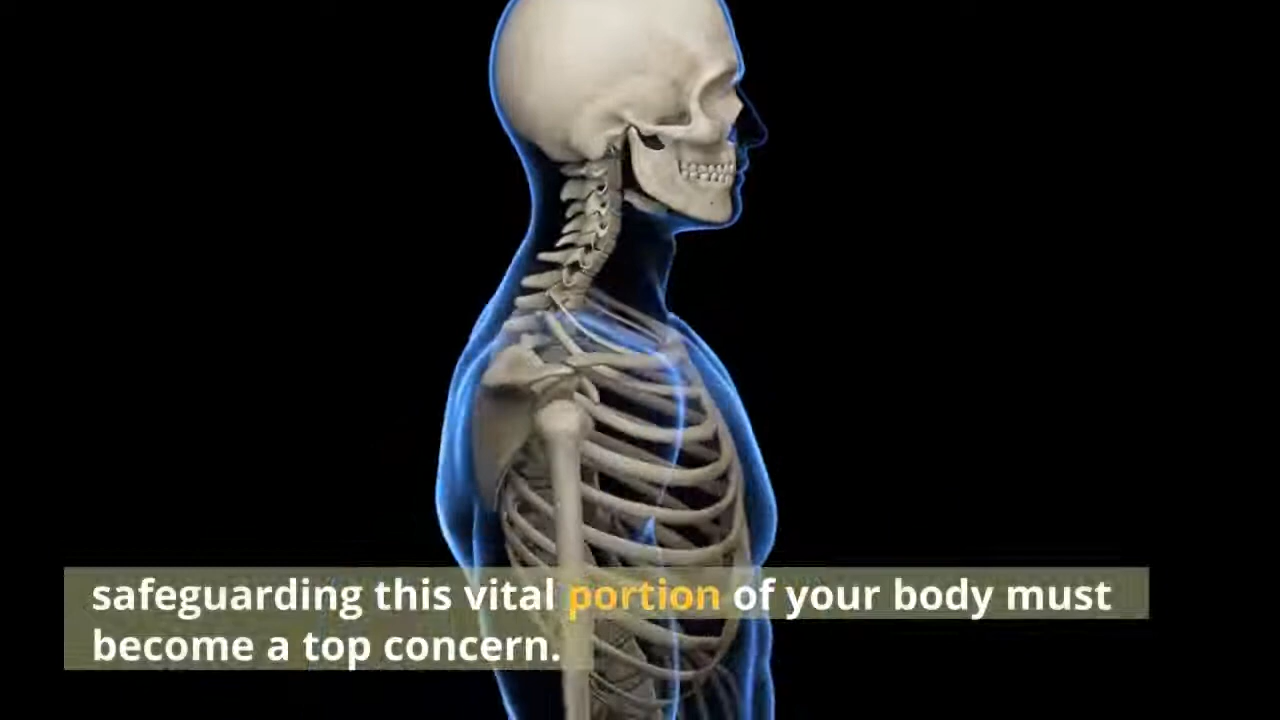 safeguarding this vital portion of your body must
become a top concern.